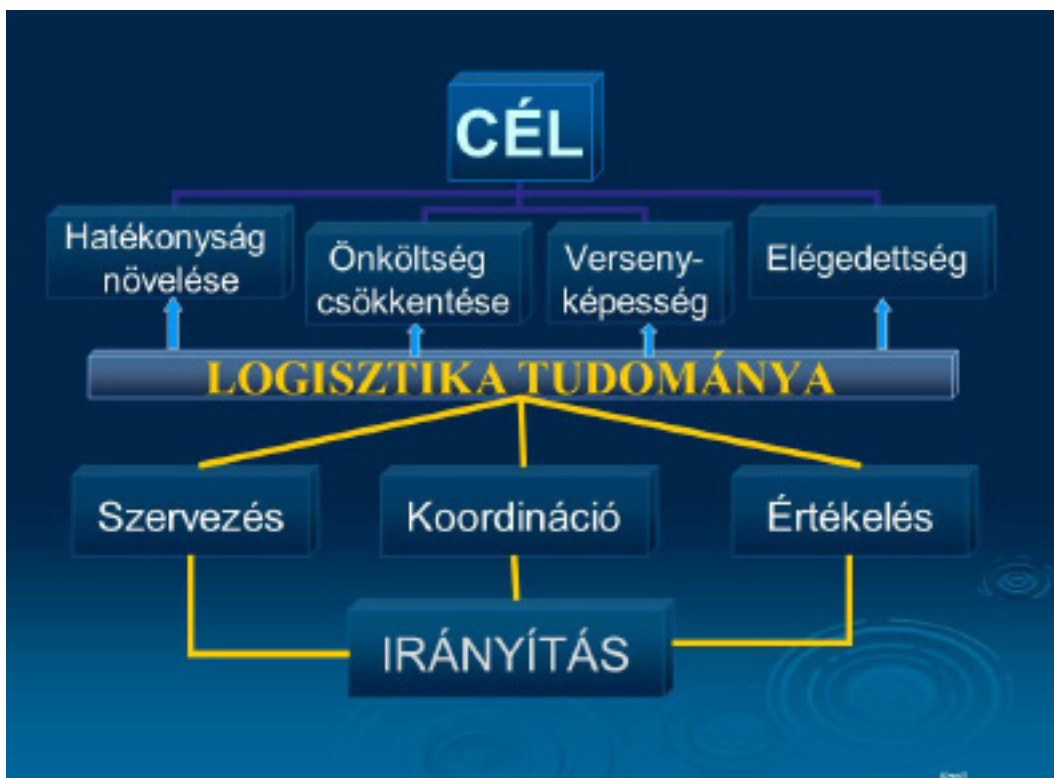 CÉL
Hatékonyság
növelése
Önköltség
csökkentése
Verseny-
képesség
Elégedettség
LOGISZTIKA TUDOMÁNYA
Szervezés
Koordináció
Értékelés
IRÁNYÍTÁS